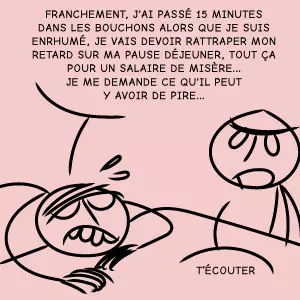 FRANCHEMENT, J'AI PASSÉ 15 MINUTES
DANS LES BOUCHONS ALORS QUE JE SUIS
ENRHUMÉ, JE VAIS DEVOIR RATTRAPER MON
RETARD SUR MA PAUSE DÉJEUNER, TOUT ÇA
POUR UN SALAIRE DE MISÈRE...
JE ME DEMANDE CE QU'IL PEUT
Y AVOIR DE PIRE...
T'ÉCOUTER